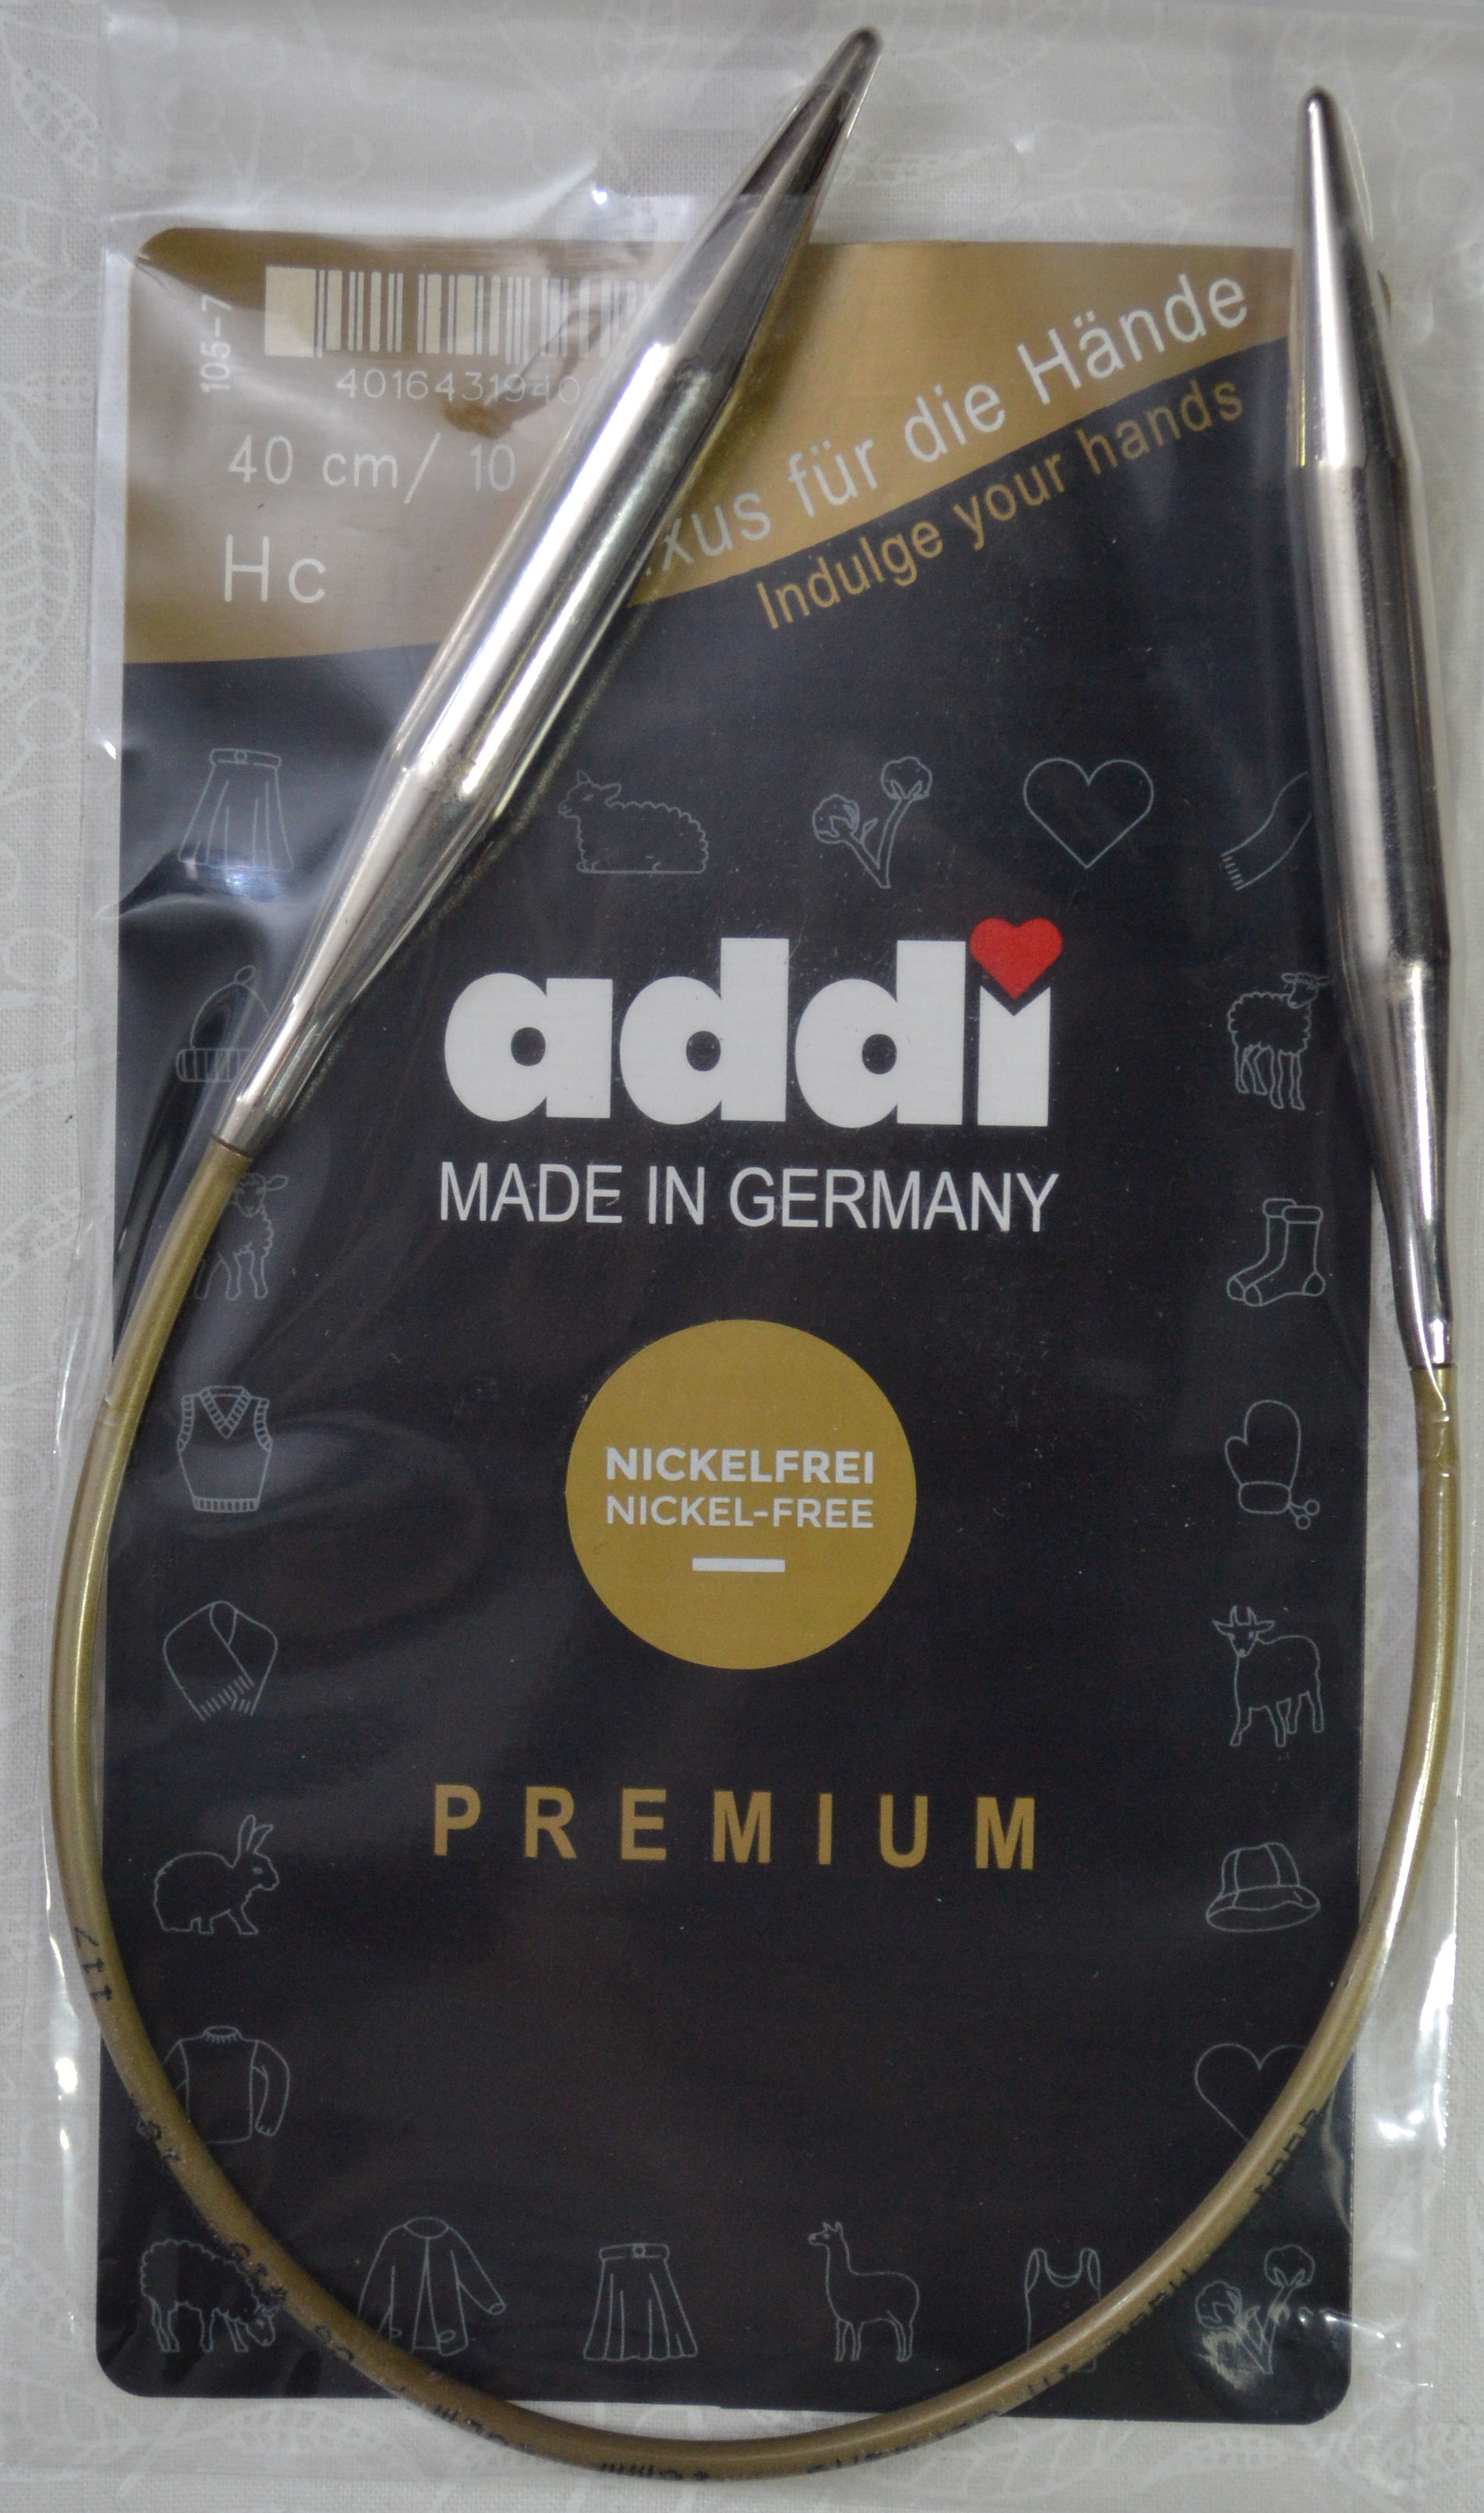 105-7
4016431940
40 cm/ 10
Hc
für die Hände
Indulge your hands
addi
MADE IN GERMANY
NICKELFREI
NICKEL-FREE
PREMIUM